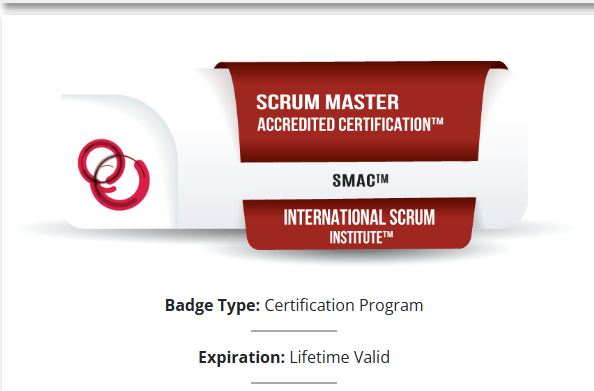 SCRUM MASTER
ACCREDITED CERTIFICATION™
SMAC™
INTERNATIONAL SCRUM
INSTITUTE™
Badge Type: Certification Program
Expiration: Lifetime Valid